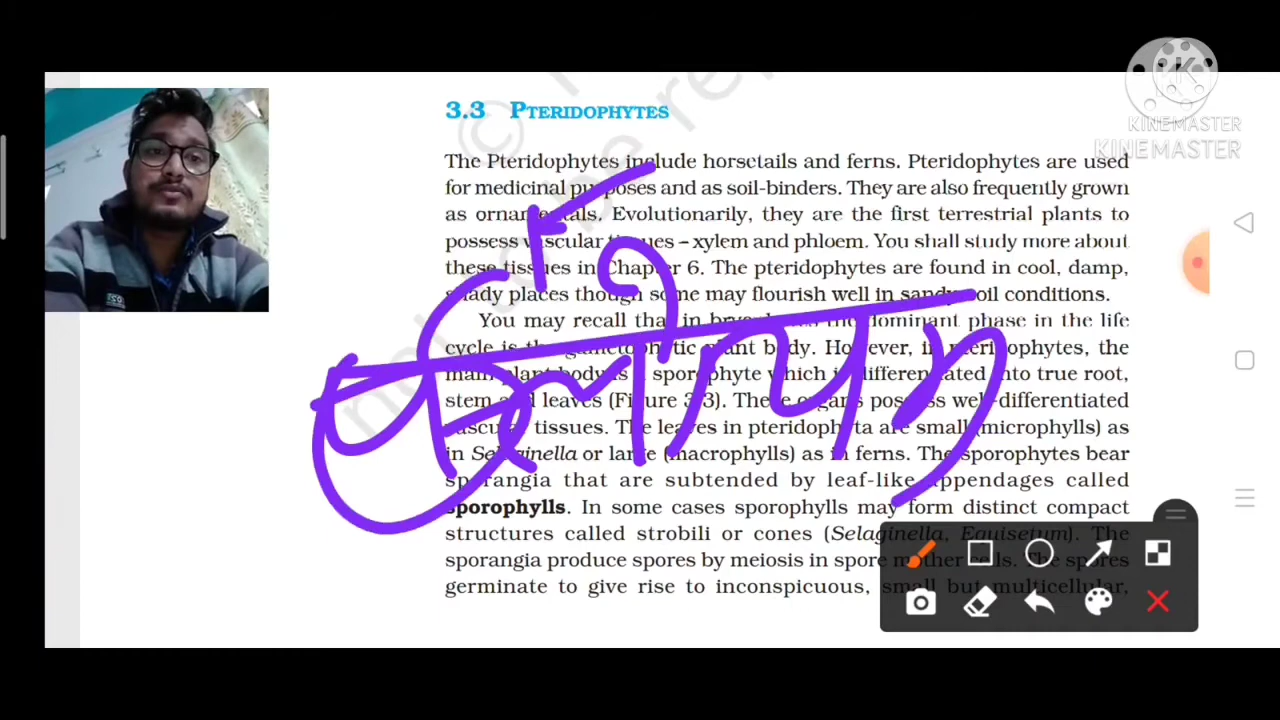 KINEMASTER
KINEMASTER
3.3 PTERIDOPHYTES
The Pteridophytes include horsetails and ferns. Pteridophytes are used
for medicinal purposes and as soil-binders. They are also frequently grown
as ornamentals. Evolutionarily, they are the first terrestrial plants to
possess vascular tissues – xylem and phloem. You shall study more about
these tissues in Chapter 6. The pteridophytes are found in cool, damp,
shady places though some may flourish well in sandy soil conditions.
You may recall that in bryophytes the dominant phase in the life
cycle is the gametophytic plant body. However, in pteridophytes, the
main plant body is a sporophyte which is differentiated into true root,
stem and leaves (Figure 3.3). These organs possess well-differentiated
vascular tissues. The leaves in pteridophyta are small (microphylls) as
in Selaginella or large (macrophylls) as in ferns. The sporophytes bear
sporangia that are subtended by leaf-like appendages called
sporophylls. In some cases sporophylls may form distinct compact
structures called strobili or cones (Selaginella, Equisetum). The
sporangia produce spores by meiosis in spore mother cells. The spores
germinate to give rise to inconspicuous, small but multicellular,